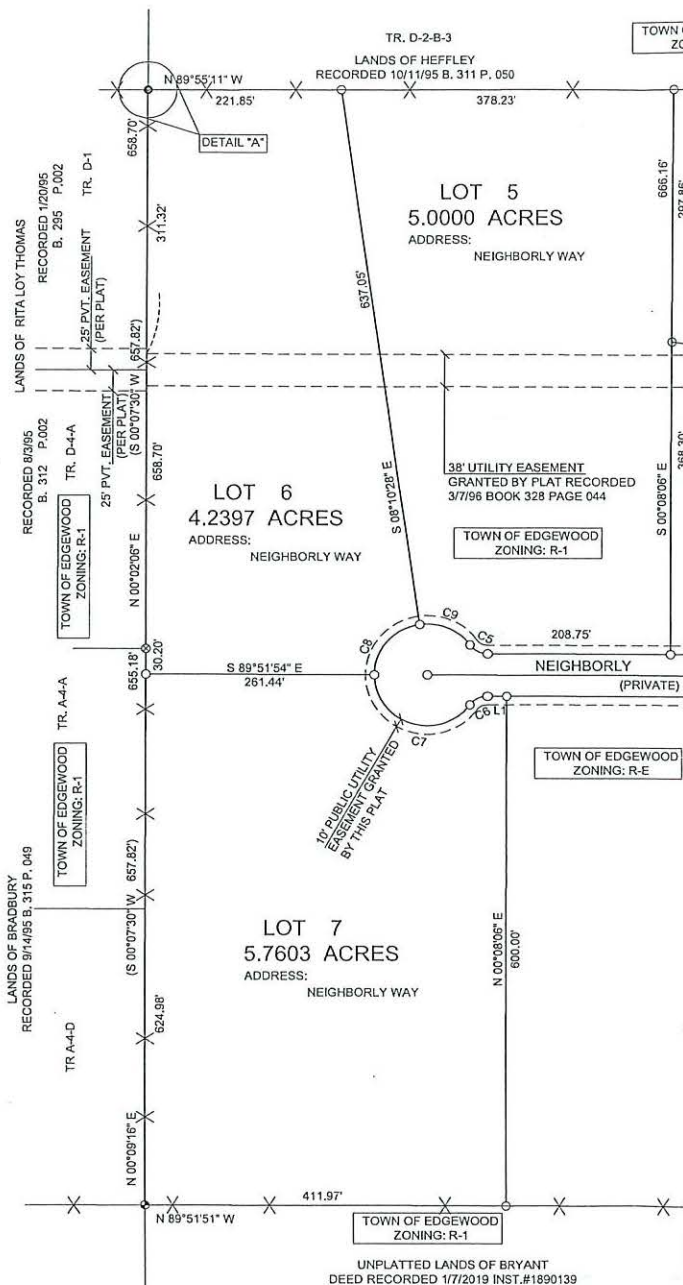 TR. D-2-B-3
LANDS OF HEFFLEY
RECORDED 10/11/95 B. 311 P. 050
TOWN
N 89°55'11" W
221.85'
378.23'
DETAIL "A"
658.70'
311.32'
TR. D-1
RECORDED 1/20/95
B. 295 P.002
LANDS OF RITA LOY THOMAS
25' PVT. EASEMENT
(PER PLAT)
657.82')
LOT 5
5.0000 ACRES
ADDRESS:
NEIGHBORLY WAY
666.16'
297.86'
637.05'
S 08°10'28" E
RECORDED 8/3/95
B. 312 P.002
TR. D-4-A
25' PVT. EASEMENT
(PER PLAT)
(S 00°07'30" W
658.70'
N 00°02'06" E
TOWN OF EDGEWOOD
ZONING: R-1
LOT 6
4.2397 ACRES
ADDRESS:
NEIGHBORLY WAY
38' UTILITY EASEMENT
GRANTED BY PLAT RECORDED
3/7/96 BOOK 328 PAGE 044
TOWN OF EDGEWOOD
ZONING: R-1
S 00°08'06" E
368.30'
C9
C5
C8
208.75'
30.20'
655.18'
S 89°51'54" E
261.44'
NEIGHBORLY
(PRIVATE)
C6 L1
C7
10' PUBLIC UTILITY
EASEMENT GRANTED
BY THIS PLAT
TOWN OF EDGEWOOD
ZONING: R-E
TR. A-4-A
TOWN OF EDGEWOOD
ZONING: R-1
657.82')
(S 00°07'30" W
LANDS OF BRADBURY
RECORDED 9/14/95 B. 315 P. 049
LOT 7
5.7603 ACRES
ADDRESS:
NEIGHBORLY WAY
N 00°08'06" E
600.00'
624.98'
TR A-4-D
N 00°09'16" E
411.97'
N 89°51'51" W
TOWN OF EDGEWOOD
ZONING: R-1
UNPLATTED LANDS OF BRYANT
DEED RECORDED 1/7/2019 INST.#1890139